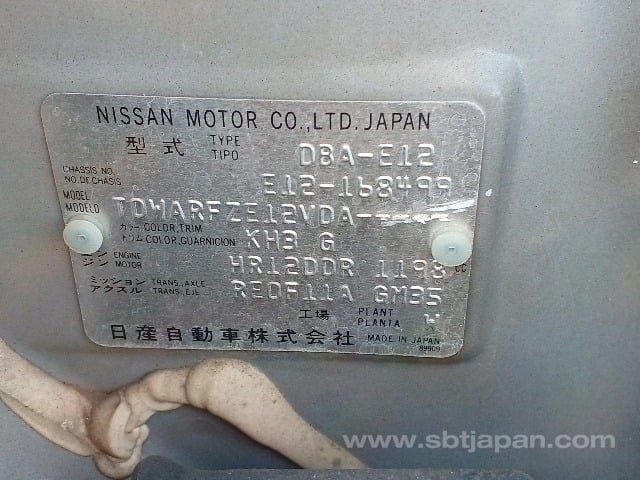 NISSAN MOTOR CO.,LTD. JAPAN
型式 TYPE TIPO DBA-E12
CHASSIS NO. NO.DE CHASIS E12-168499
MODEL MODELO TDWARFZE12VDA-----
カラー COLOR,TRIM トリム COLOR,GUARNICION KH3 G
ジン ENGINE ジン MOTOR HR12DDR 1198 CC
ミッション TRANS.,AXLE アクスル TRANS.,EJE RE0F11A GM35
工場 PLANT PLANTA W
日産自動車株式会社 MADE IN JAPAN
89909
www.sbtjapan.com